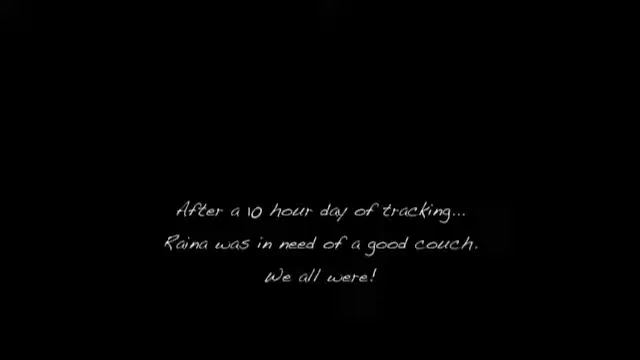 After a 10 hour day of tracking...
Raina was in need of a good couch.
We all were!